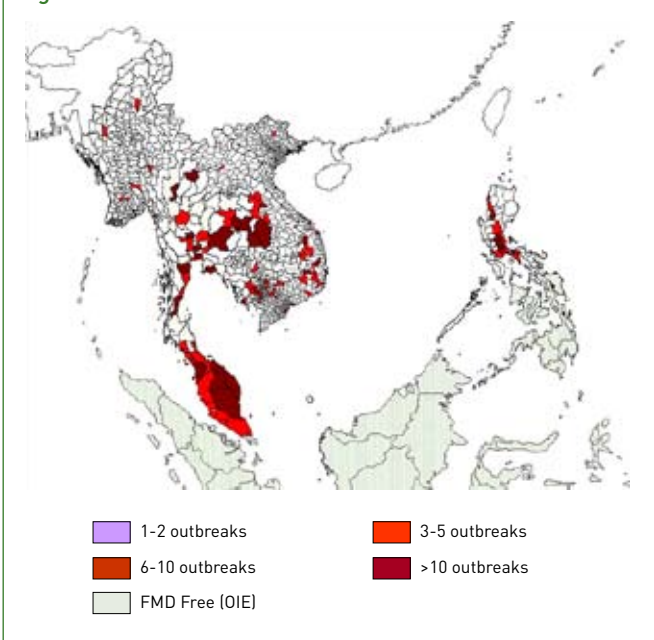 1-2 outbreaks
3-5 outbreaks
6-10 outbreaks
>10 outbreaks
FMD Free (OIE)